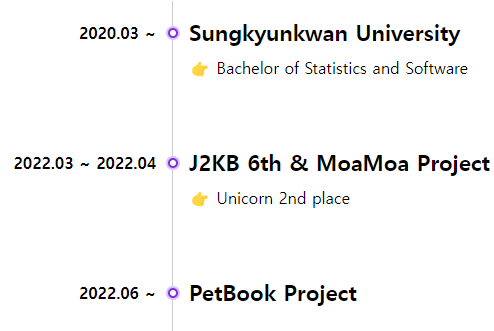 2020.03 ~ Sungkyunkwan University
👉 Bachelor of Statistics and Software
2022.03 ~ 2022.04 J2KB 6th & MoaMoa Project
👉 Unicorn 2nd place
2022.06 ~ PetBook Project